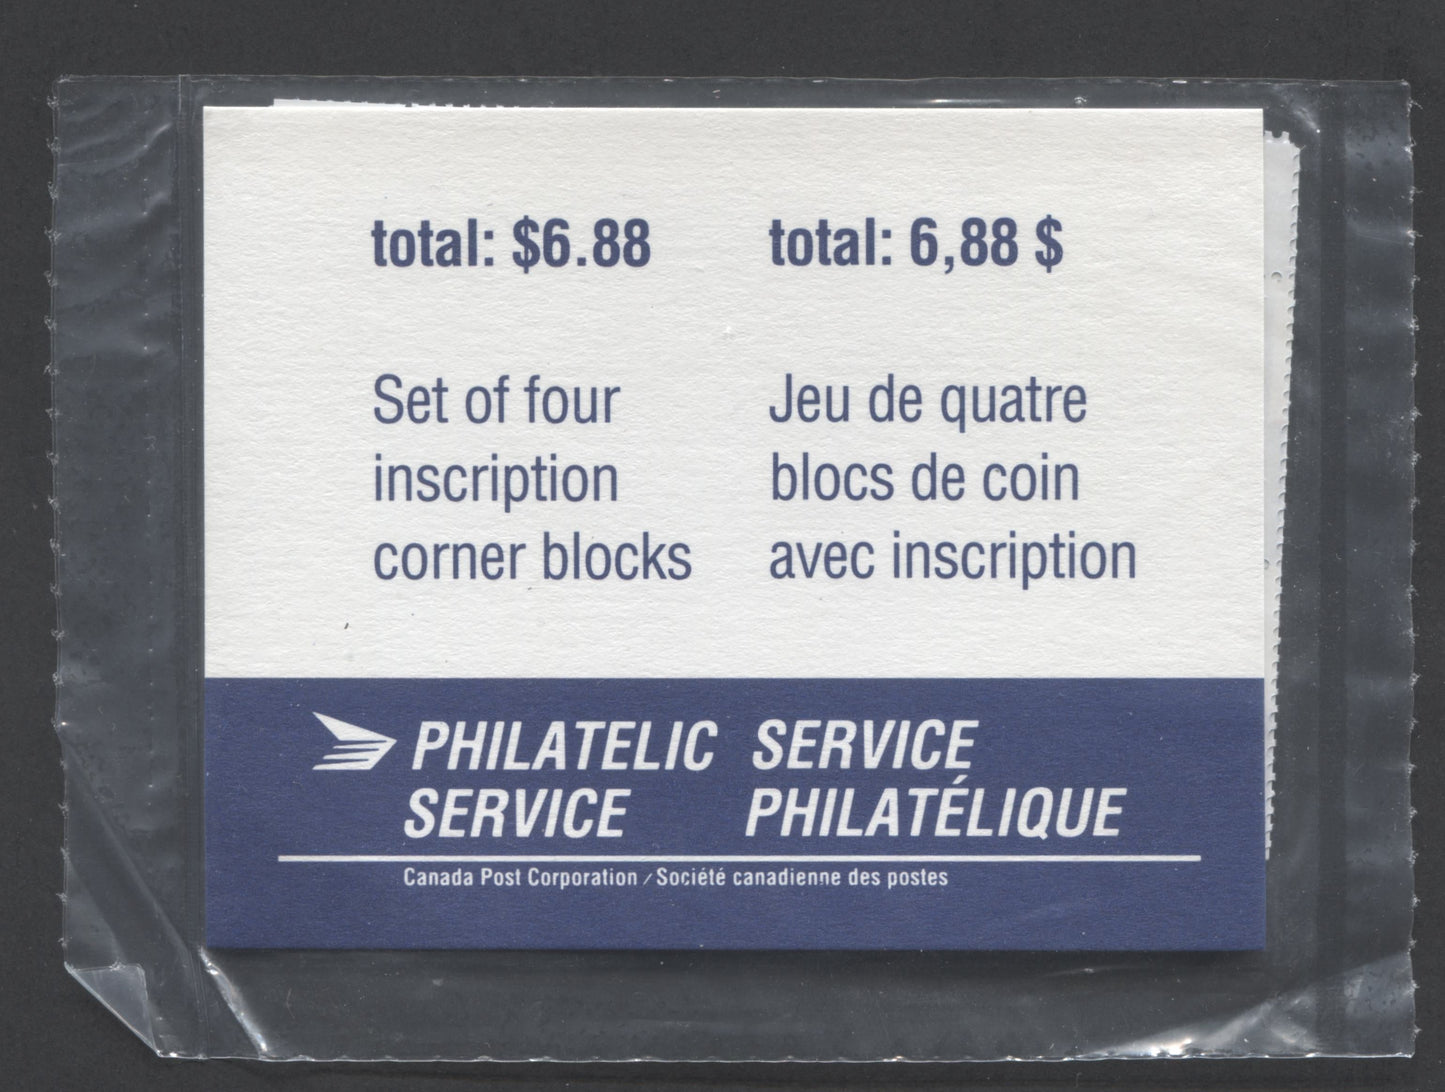 total: $6.88
Set of four
inscription
corner blocks
total: 6,88 $
Jeu de quatre
blocs de coin
avec inscription
PHILATELIC
SERVICE
SERVICE
PHILATÉLIQUE
Canada Post Corporation / Société canadienne des postes